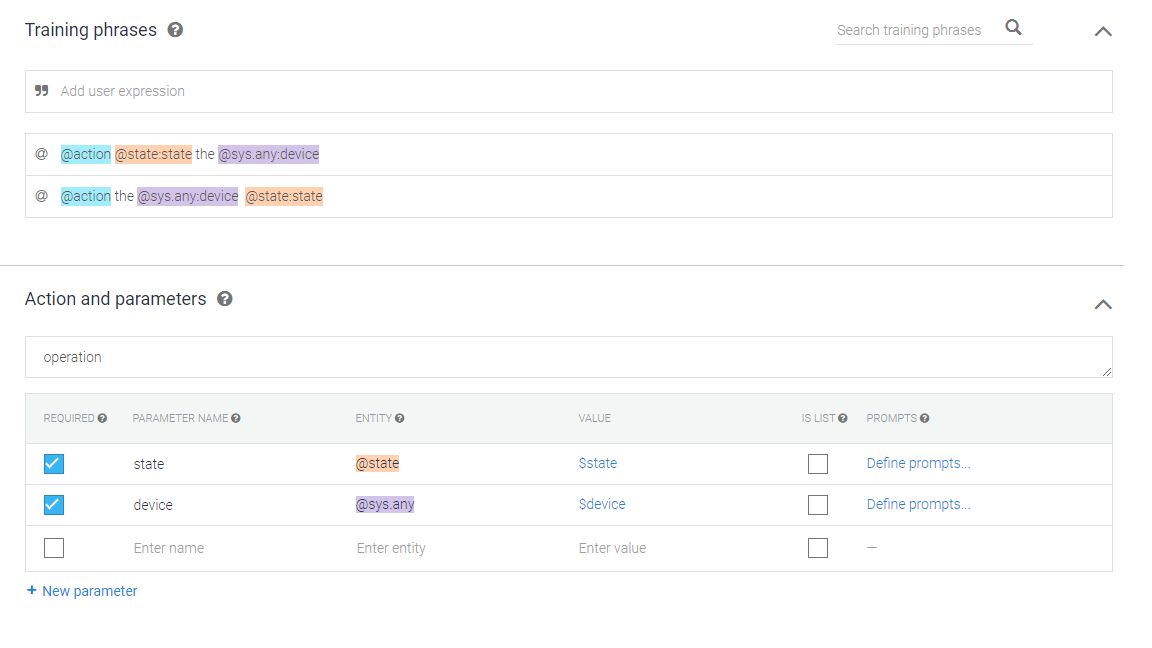 Training phrases ?
Search training phrases
Add user expression
@ @action @state:state the @sys.any:device
@ @action the @sys.any:device @state:state
Action and parameters ?
operation
REQUIRED ? PARAMETER NAME ? ENTITY ? VALUE IS LIST ? PROMPTS ?
state @state $state Define prompts...
device @sys.any $device Define prompts...
Enter name Enter entity Enter value —
+ New parameter